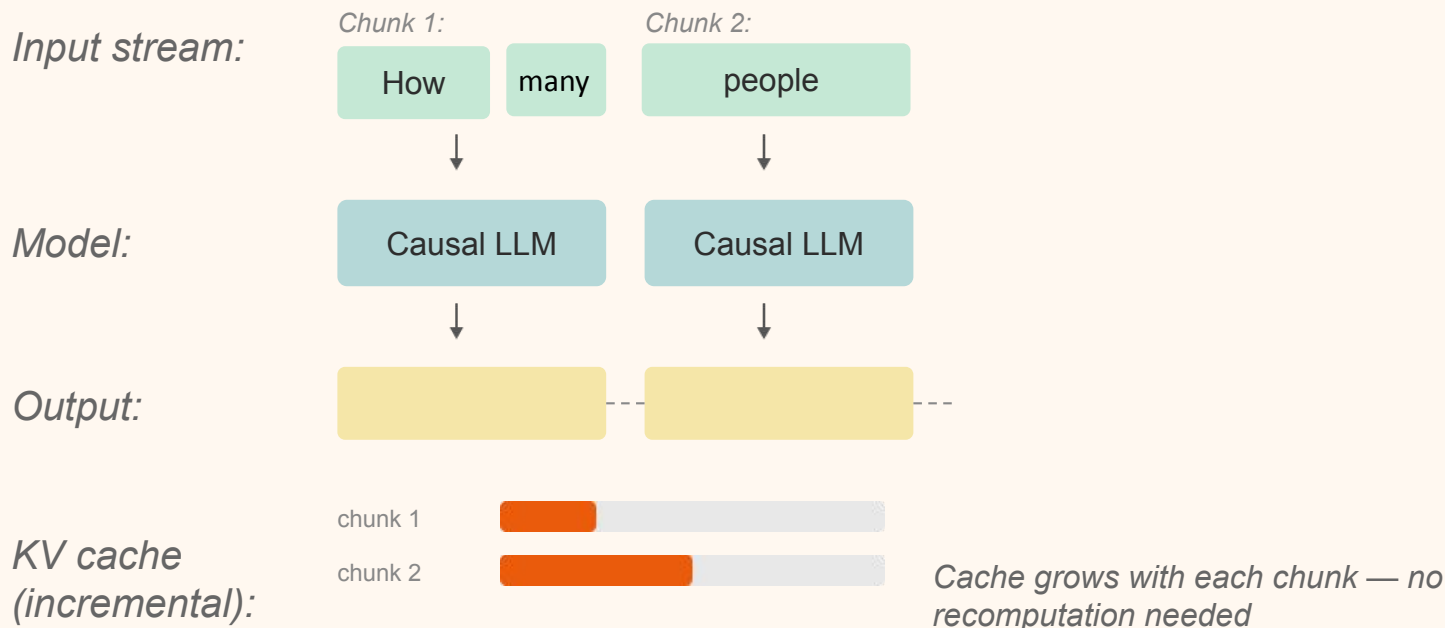 Chunk 1:
Chunk 2:
Input stream:
How
many
people
Model:
Causal LLM
Causal LLM
Output:
chunk 1
KV cache
(incremental):
chunk 2
Cache grows with each chunk — no
recomputation needed